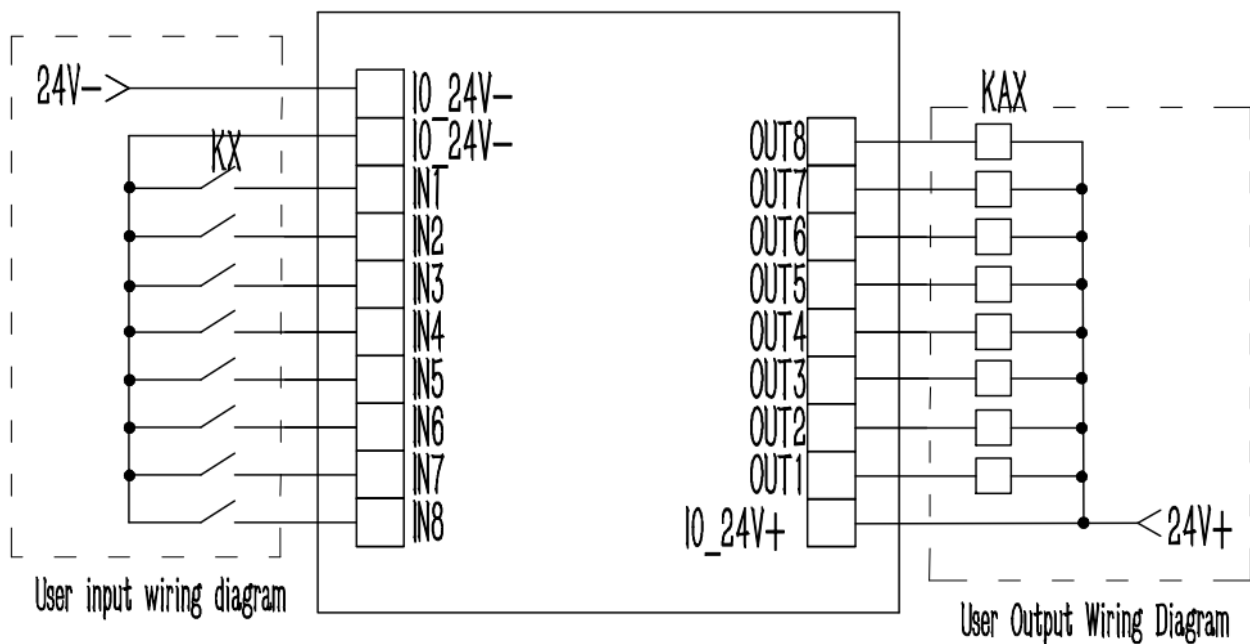 24V-
KX
IO_24V-
IO_24V-
IN1
IN2
IN3
IN4
IN5
IN6
IN7
IN8
User input wiring diagram
KAX
OUT8
OUT7
OUT6
OUT5
OUT4
OUT3
OUT2
OUT1
IO_24V+
24V+
User Output Wiring Diagram